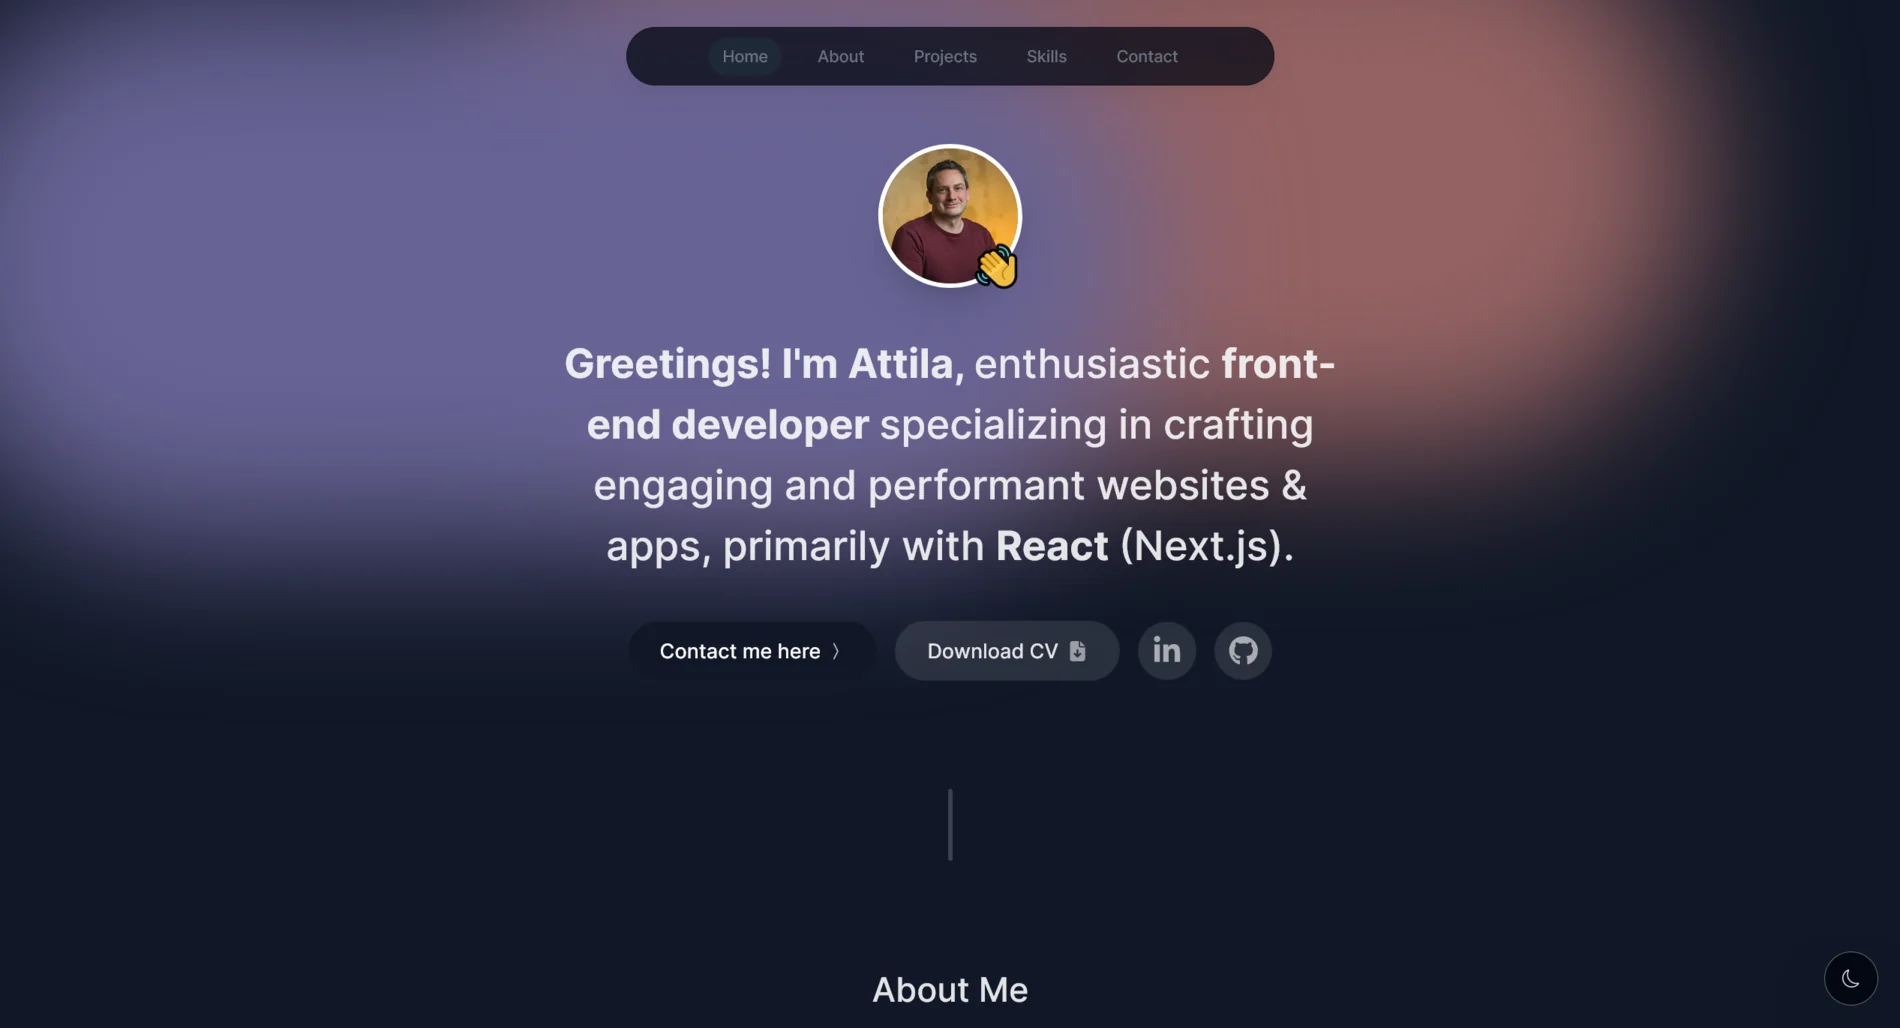 Home
About
Projects
Skills
Contact
Greetings! I'm Attila, enthusiastic front-
end developer specializing in crafting
engaging and performant websites &
apps, primarily with React (Next.js).
Contact me here 〉
Download CV
in
About Me